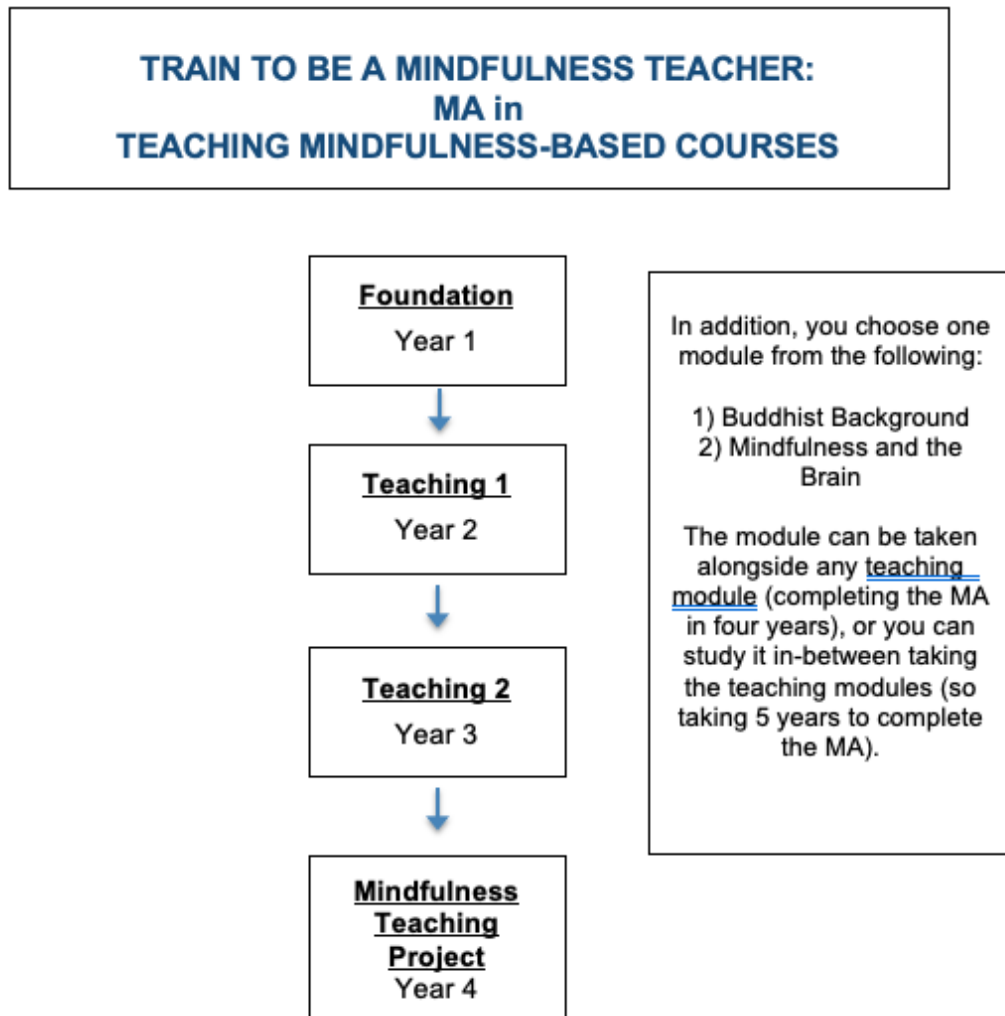 TRAIN TO BE A MINDFULNESS TEACHER:
MA in
TEACHING MINDFULNESS-BASED COURSES
Foundation
Year 1
Teaching 1
Year 2
Teaching 2
Year 3
Mindfulness
Teaching
Project
Year 4
In addition, you choose one
module from the following:
1) Buddhist Background
2) Mindfulness and the
Brain
The module can be taken
alongside any teaching
module (completing the MA
in four years), or you can
study it in-between taking
the teaching modules (so
taking 5 years to complete
the MA).